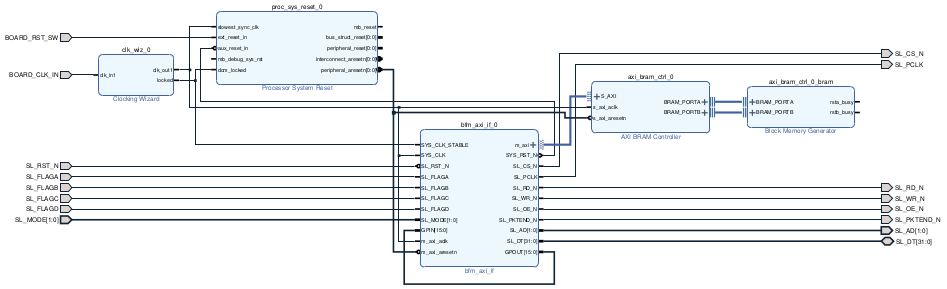 proc_sys_reset_0
slowest_sync_clk
mb_reset
BOARD_RST_SW
ext_reset_in
bus_struct_reset[0:0]
aux_reset_in
peripheral_reset[0:0]
mb_debug_sys_rst
interconnect_aresetn[0:0]
dcm_locked
peripheral_aresetn[0:0]
Processor System Reset
clk_wiz_0
BOARD_CLK_IN
clk_in1
clk_out1
locked
Clocking Wizard
SL_CS_N
SL_PCLK
axi_bram_ctrl_0
S_AXI
s_axi_aclk
s_axi_aresetn
BRAM_PORTA
BRAM_PORTB
AXI BRAM Controller
axi_bram_ctrl_0_bram
BRAM_PORTA
BRAM_PORTB
rsta_busy
rstb_busy
Block Memory Generator
bfm_axi_if_0
SYS_CLK_STABLE
m_axi
SYS_CLK
SYS_RST_N
SL_RST_N
SL_RST_N
SL_CS_N
SL_FLAGA
SL_FLAGA
SL_PCLK
SL_FLAGB
SL_FLAGB
SL_RD_N
SL_RD_N
SL_FLAGC
SL_FLAGC
SL_WR_N
SL_WR_N
SL_FLAGD
SL_FLAGD
SL_OE_N
SL_OE_N
SL_MODE[1:0]
SL_MODE[1:0]
SL_PKTEND_N
SL_PKTEND_N
GPIN[15:0]
SL_AD[1:0]
SL_AD[1:0]
m_axi_aclk
SL_DT[31:0]
SL_DT[31:0]
m_axi_aresetn
GPOUT[15:0]
bfm_axi_if